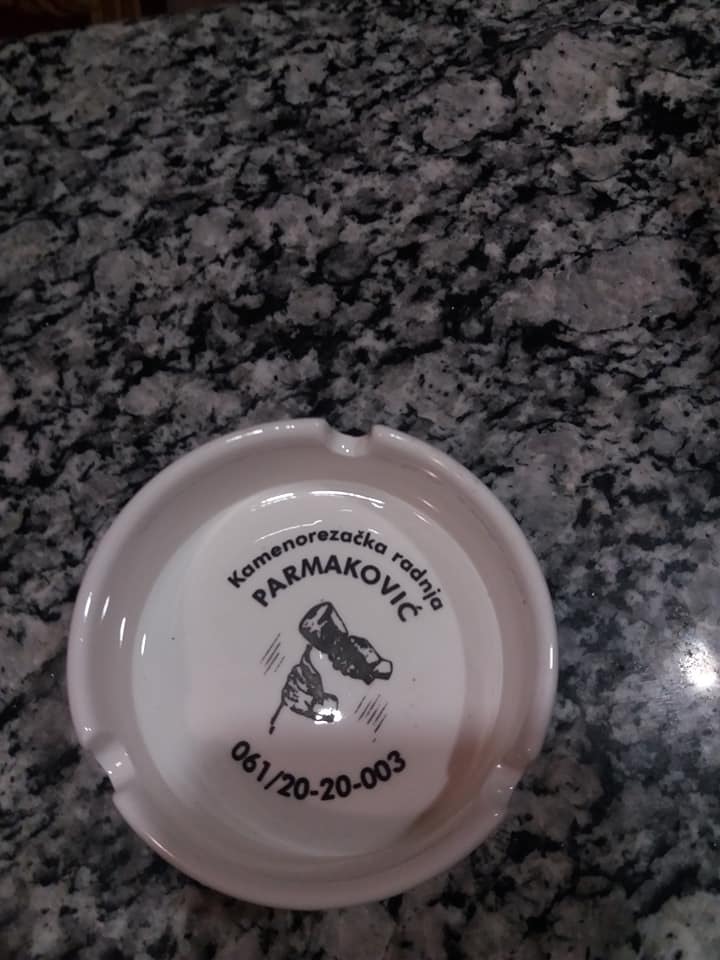 Kamenorezačka radnja
PARMAKOVIĆ
061/20-20-003